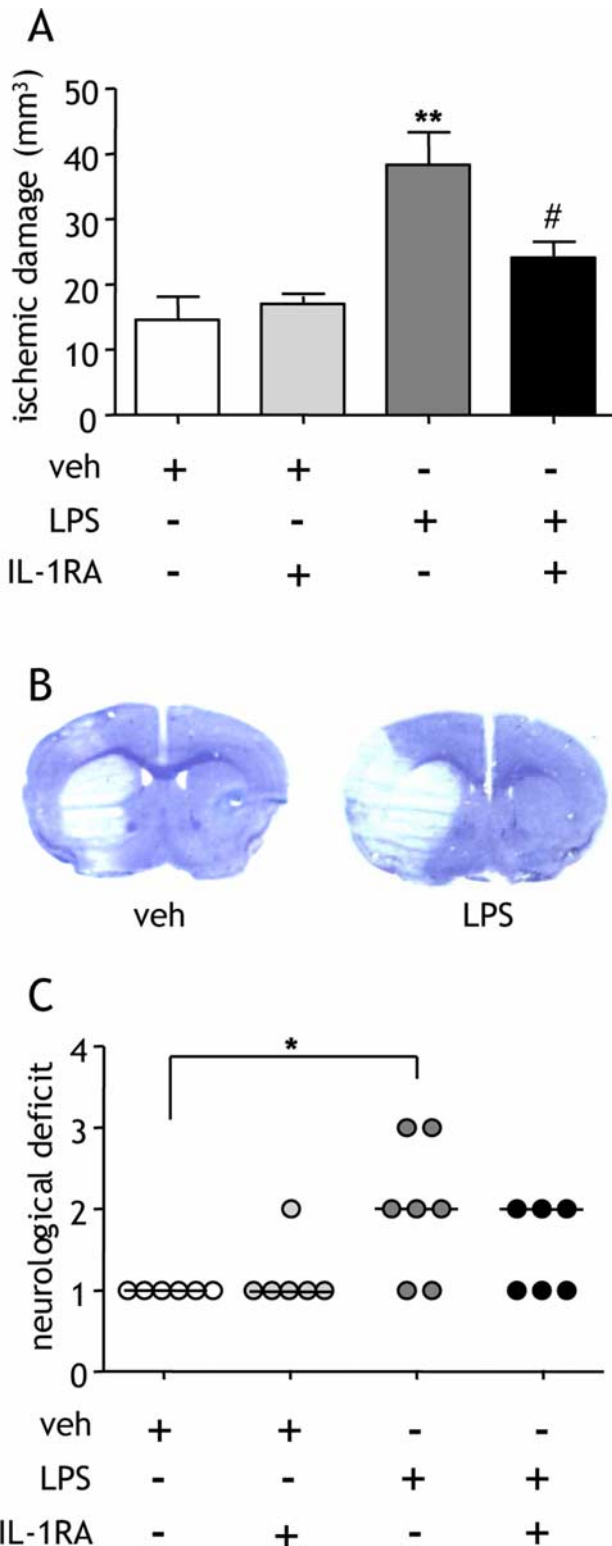 A
ischemic damage (mm³)
50
40
30
20
10
0
**
#
veh + + - -
LPS - - + +
IL-1RA - + - +
B
veh LPS
C
neurological deficit
4
3
2
1
0
*
veh + + - -
LPS - - + +
IL-1RA - + - +